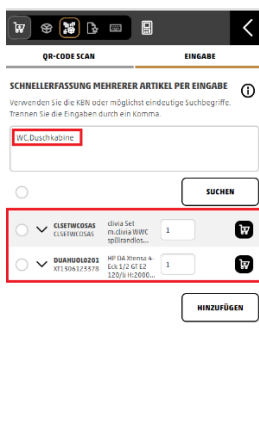 QR-CODE SCAN
EINGABE
SCHNELLERFASSUNG MEHRERER ARTIKEL PER EINGABE
Verwenden Sie die KBN oder möglichst eindeutige Suchbegriffe.
Trennen Sie die Eingaben durch ein Komma.
WC,Duschkabine
SUCHEN
CLSETWCOSAS
CLSETWCOSAS
clivia Set
m.clivia WWC
spülrandlos...
1
DUAHUOL0201
XT1306123378
HP DA Xtensa 4-
Eck 1/2 GT E2
120/li H:2000...
1
HINZUFÜGEN